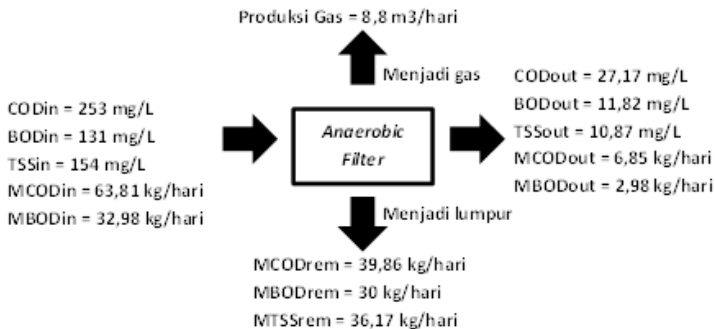 Produksi Gas = 8,8 m3/hari
Menjadi gas
CODin = 253 mg/L
BODin = 131 mg/L
TSSin = 154 mg/L
MCODin = 63,81 kg/hari
MBODin = 32,98 kg/hari
Anaerobic
Filter
CODout = 27,17 mg/L
BODout = 11,82 mg/L
TSSout = 10,87 mg/L
MCODout = 6,85 kg/hari
MBODout = 2,98 kg/hari
Menjadi lumpur
MCODrem = 39,86 kg/hari
MBODrem = 30 kg/hari
MTSSrem = 36,17 kg/hari